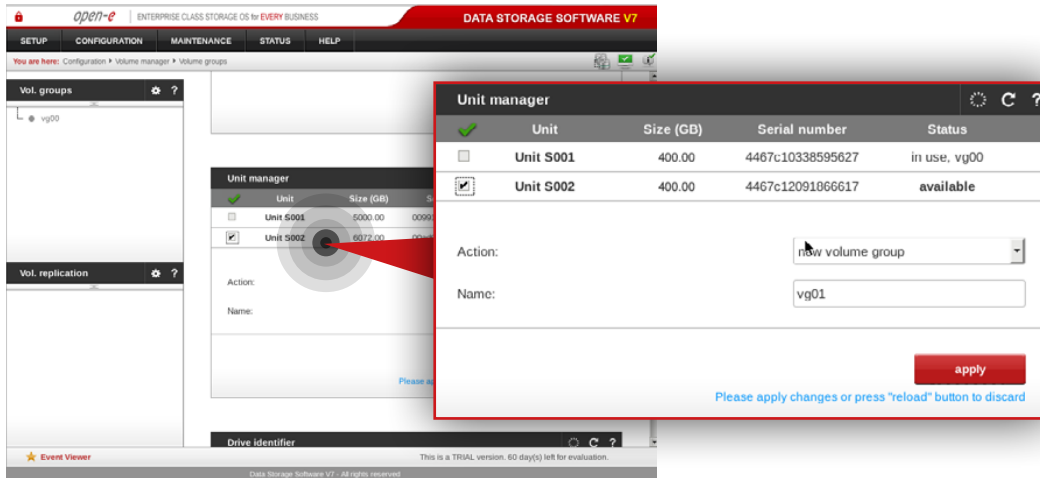 open-e ENTERPRISE CLASS STORAGE OS for EVERY BUSINESS DATA STORAGE SOFTWARE V7
SETUP CONFIGURATION MAINTENANCE STATUS HELP
You are here: Configuration Volume manager Volume groups
Vol. groups ?
vg00
Vol. replication ?
Unit manager
Unit Size (GB) S
Unit S001 5000.00 0099
Unit S002 6072.00
Action:
Name:
Please ap
Drive identifier ?
Unit manager ?
Unit Size (GB) Serial number Status
Unit S001 400.00 4467c10338595627 in use, vg00
Unit S002 400.00 4467c12091866617 available
Action: new volume group
Name: vg01
apply
Please apply changes or press "reload" button to discard
Event Viewer This is a TRIAL version. 60 day(s) left for evaluation.
Data Storage Software V7 - All rights reserved